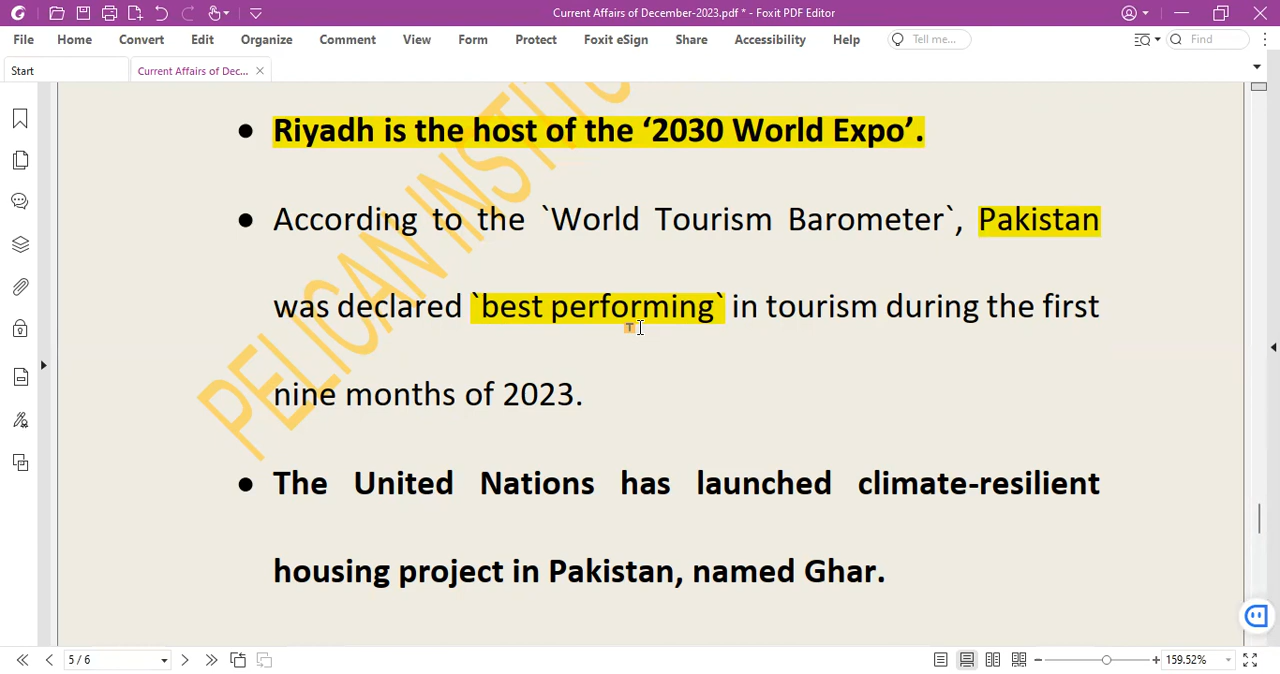 Current Affairs of December-2023.pdf * - Foxit PDF Editor
File Home Convert Edit Organize Comment View Form Protect Foxit eSign Share Accessibility Help Tell me... Find
Start Current Affairs of Dec...
PELICAN INSTITU
● Riyadh is the host of the ‘2030 World Expo’.
● According to the `World Tourism Barometer`, Pakistan
was declared `best performing` in tourism during the first
nine months of 2023.
● The United Nations has launched climate-resilient
housing project in Pakistan, named Ghar.
5 / 6 159.52%